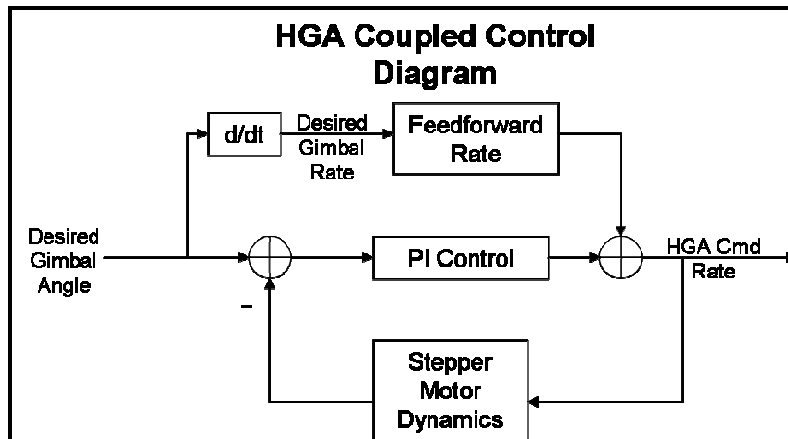 HGA Coupled Control
Diagram
d/dt
Desired
Gimbal
Rate
Feedforward
Rate
Desired
Gimbal
Angle
PI Control
HGA Cmd
Rate
–
Stepper
Motor
Dynamics